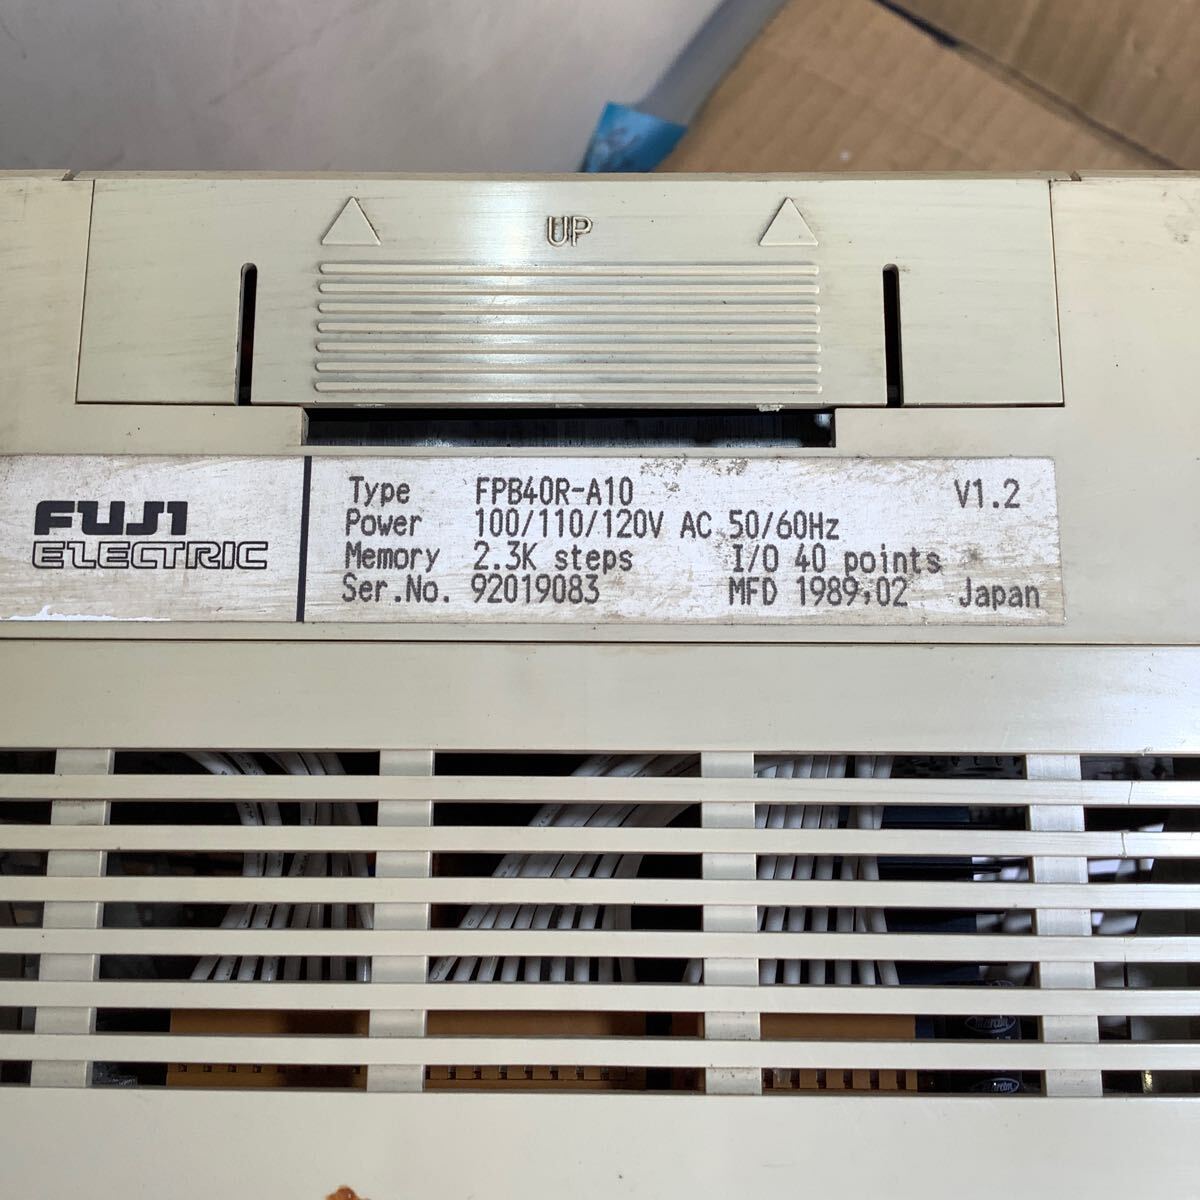 UP
FUJI
ELECTRIC
Type FPB40R-A10 V1.2
Power 100/110/120V AC 50/60Hz
Memory 2.3K steps I/O 40 points
Ser.No. 92019083 MFD 1989,02 Japan